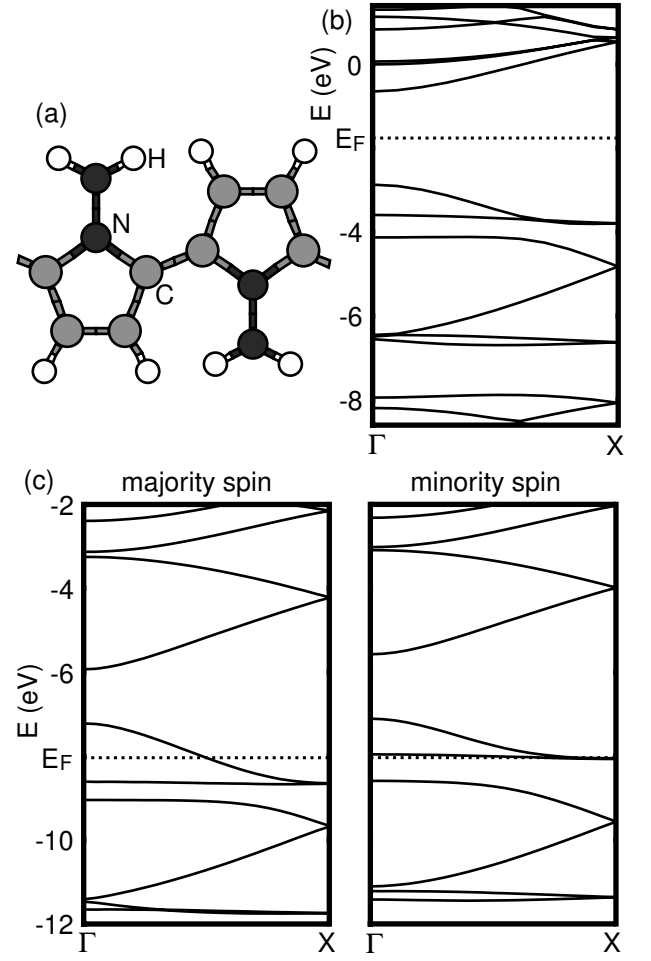 (a)
H
N
C
(b)
E (eV)
0
EF
-4
-6
-8
Γ
X
(c)
majority spin
minority spin
E (eV)
-2
-4
-6
EF
-10
-12
Γ
X
Γ
X